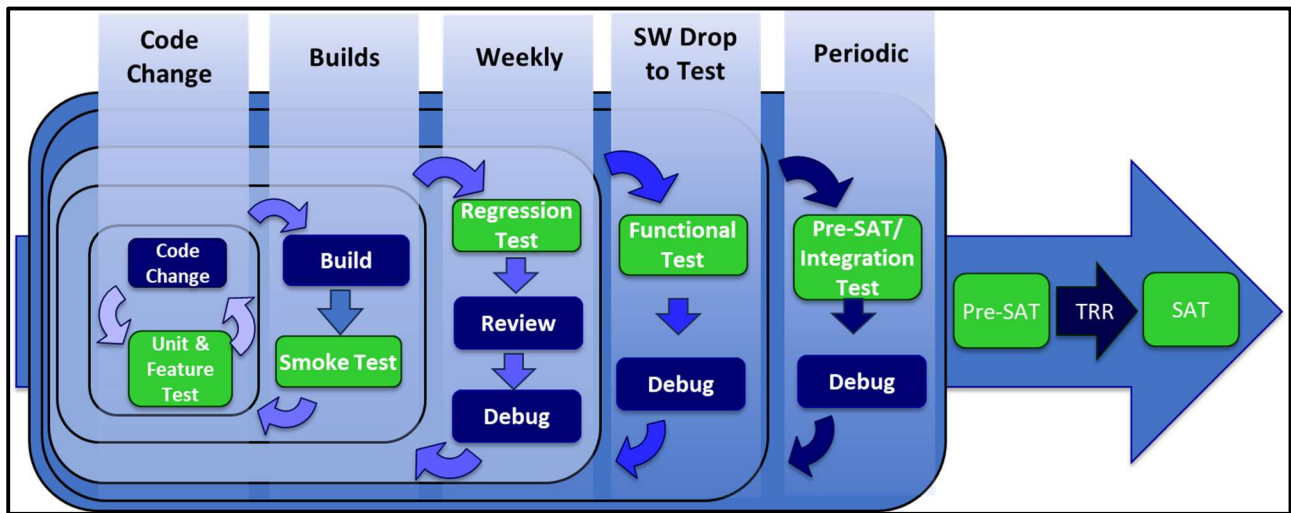 Code
Change
Builds
Weekly
SW Drop
to Test
Periodic
Code
Change
Unit &
Feature
Test
Build
Smoke Test
Regression
Test
Review
Debug
Functional
Test
Debug
Pre-SAT/
Integration
Test
Debug
Pre-SAT
TRR
SAT